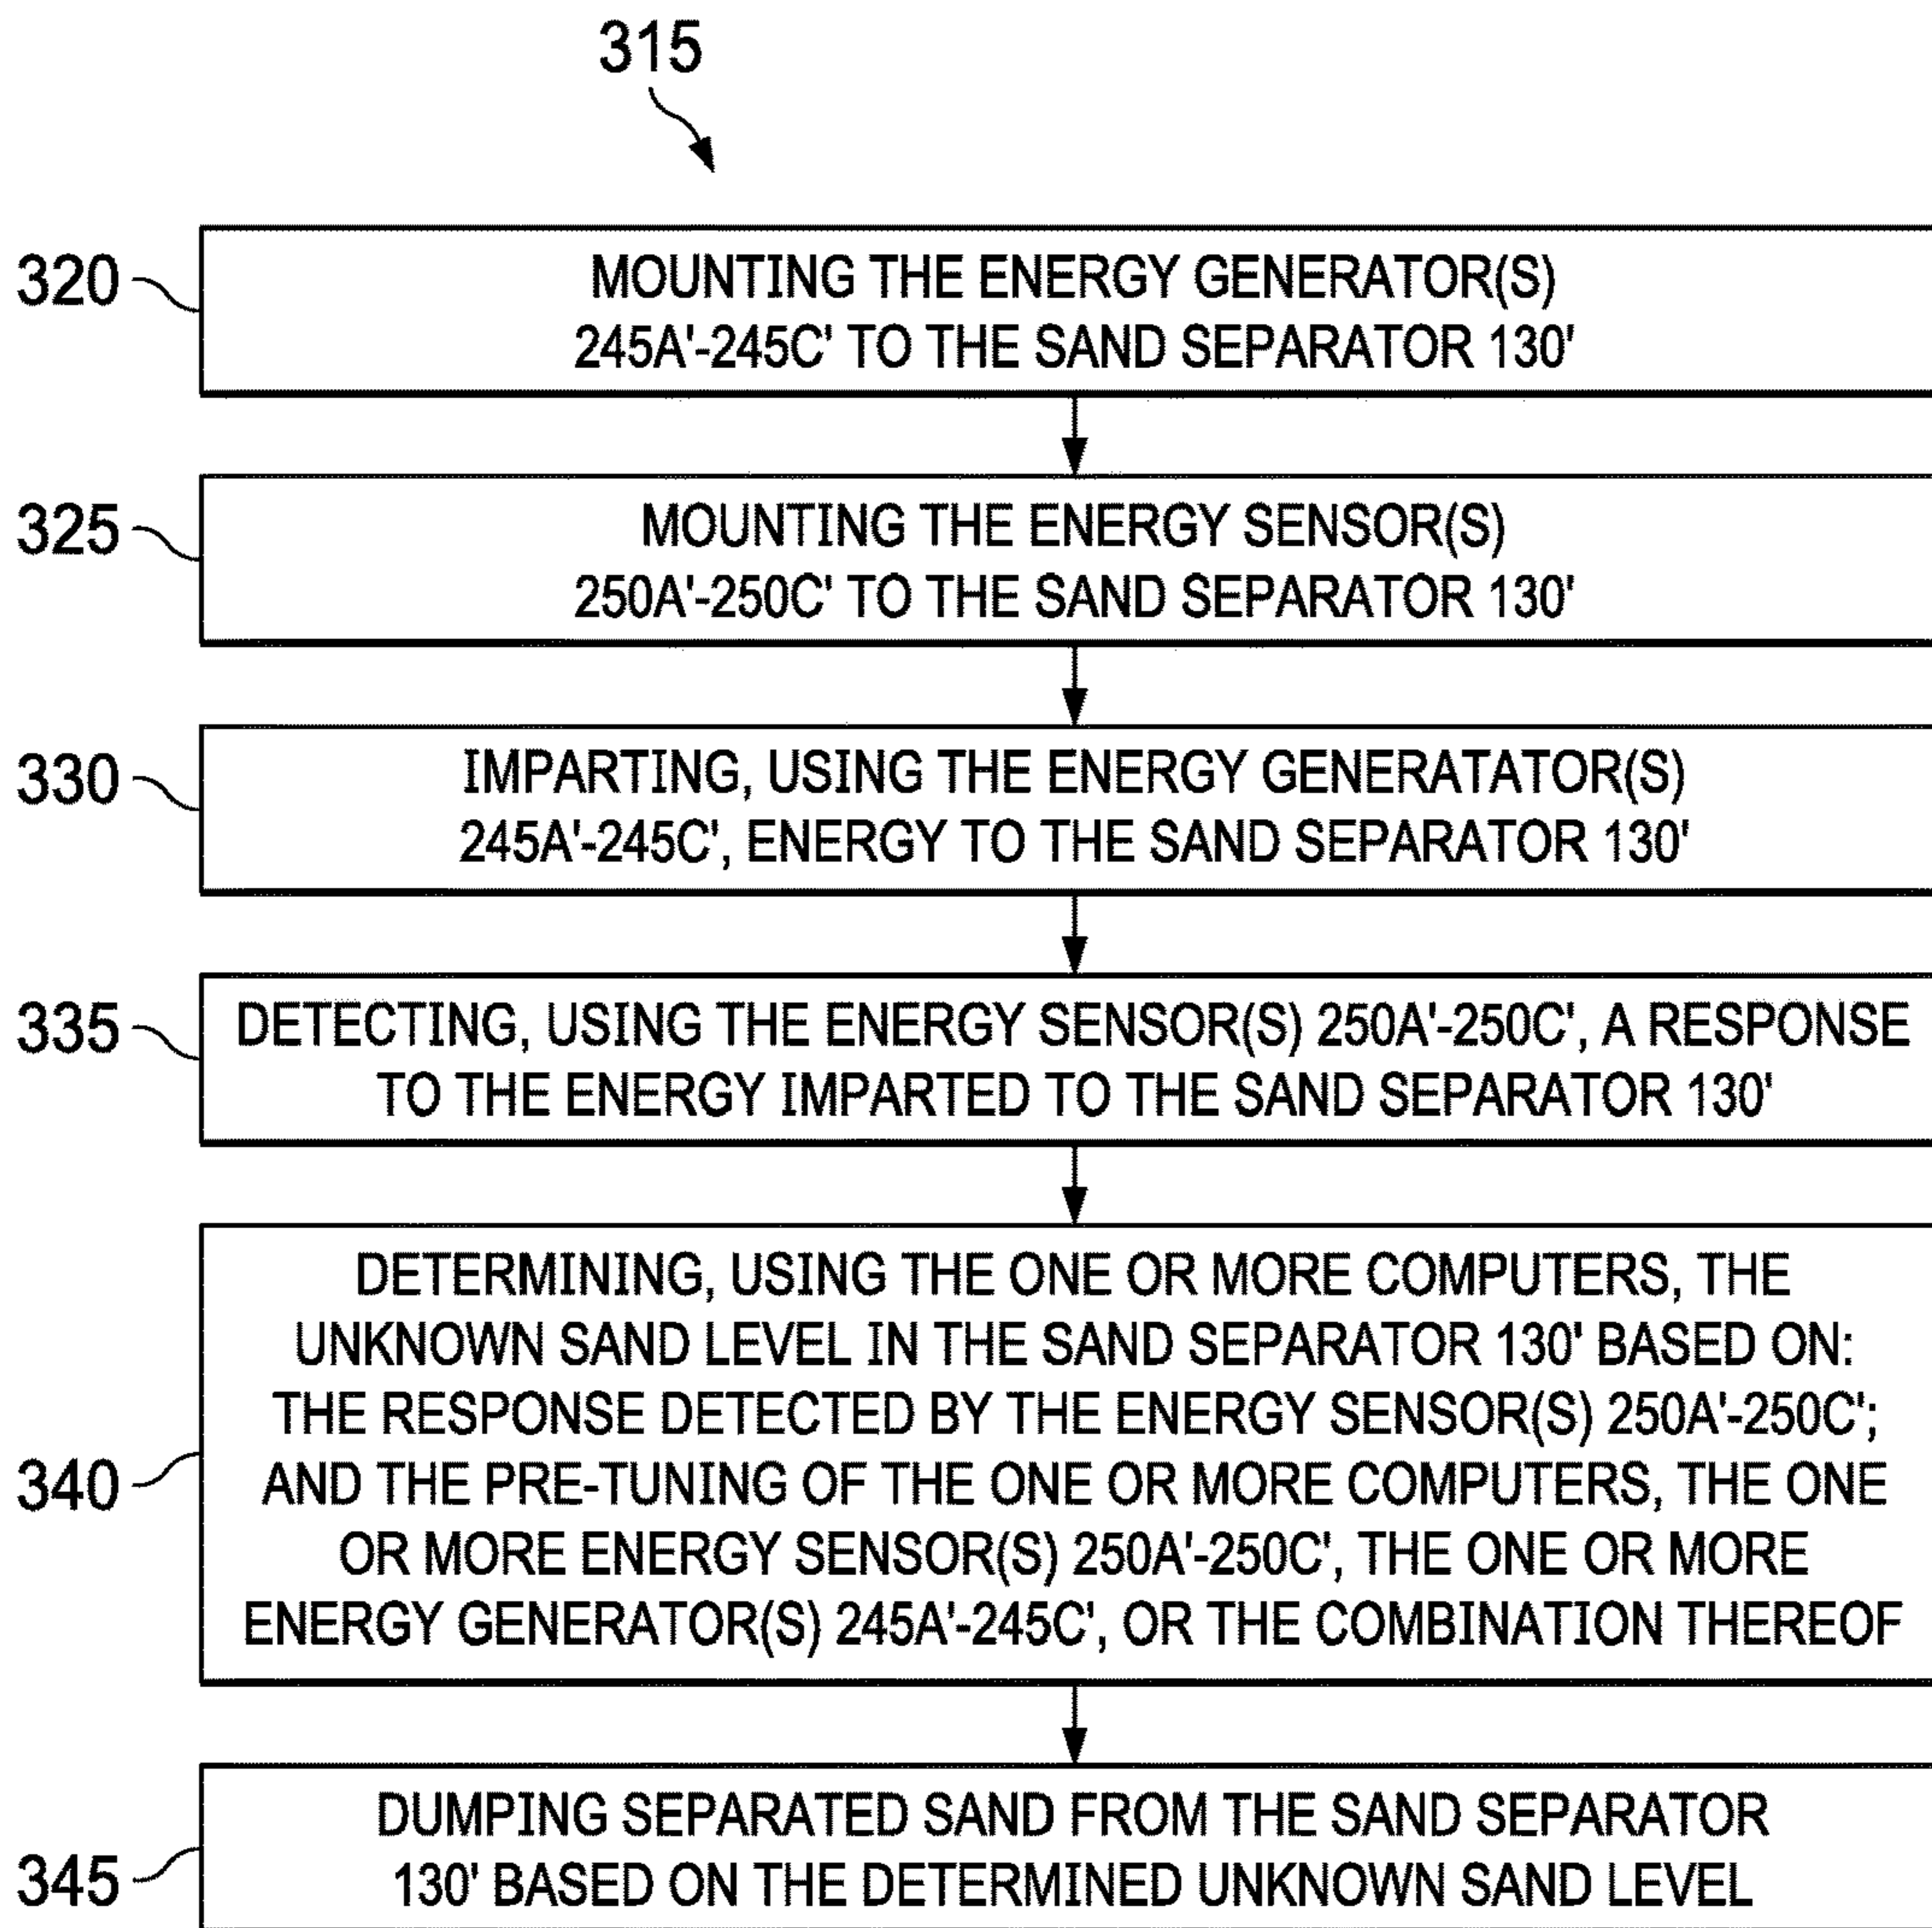 315
320
MOUNTING THE ENERGY GENERATOR(S)
245A'-245C' TO THE SAND SEPARATOR 130'
325
MOUNTING THE ENERGY SENSOR(S)
250A'-250C' TO THE SAND SEPARATOR 130'
330
IMPARTING, USING THE ENERGY GENERATATOR(S)
245A'-245C', ENERGY TO THE SAND SEPARATOR 130'
335
DETECTING, USING THE ENERGY SENSOR(S) 250A'-250C', A RESPONSE
TO THE ENERGY IMPARTED TO THE SAND SEPARATOR 130'
340
DETERMINING, USING THE ONE OR MORE COMPUTERS, THE
UNKNOWN SAND LEVEL IN THE SAND SEPARATOR 130' BASED ON:
THE RESPONSE DETECTED BY THE ENERGY SENSOR(S) 250A'-250C';
AND THE PRE-TUNING OF THE ONE OR MORE COMPUTERS, THE ONE
OR MORE ENERGY SENSOR(S) 250A'-250C', THE ONE OR MORE
ENERGY GENERATOR(S) 245A'-245C', OR THE COMBINATION THEREOF
345
DUMPING SEPARATED SAND FROM THE SAND SEPARATOR
130' BASED ON THE DETERMINED UNKNOWN SAND LEVEL